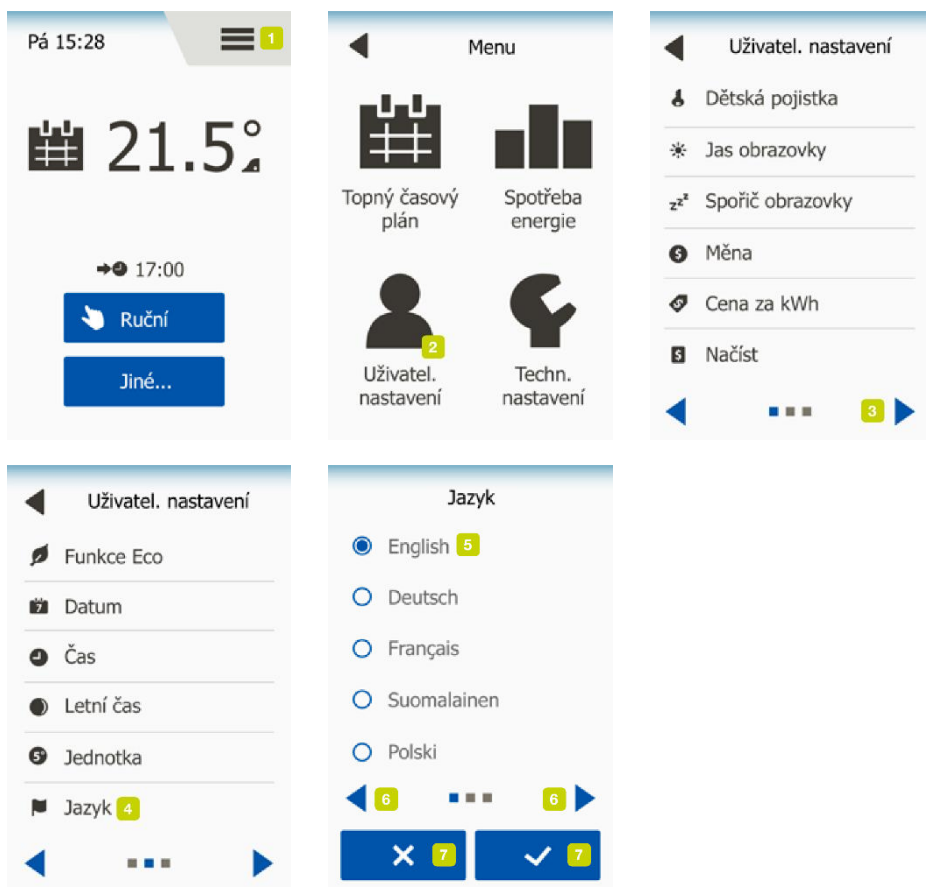 Pá 15:28
1
21.5°
17:00
Ruční
Jiné...
Menu
Topný časový
plán
Spotřeba
energie
2
Uživatel.
nastavení
Techn.
nastavení
Uživatel. nastavení
Dětská pojistka
Jas obrazovky
zzz Spořič obrazovky
$ Měna
$ Cena za kWh
$ Načíst
3
Uživatel. nastavení
Funkce Eco
7 Datum
Čas
Letní čas
5° Jednotka
Jazyk 4
Jazyk
English 5
Deutsch
Français
Suomalainen
Polski
6 6
7 7